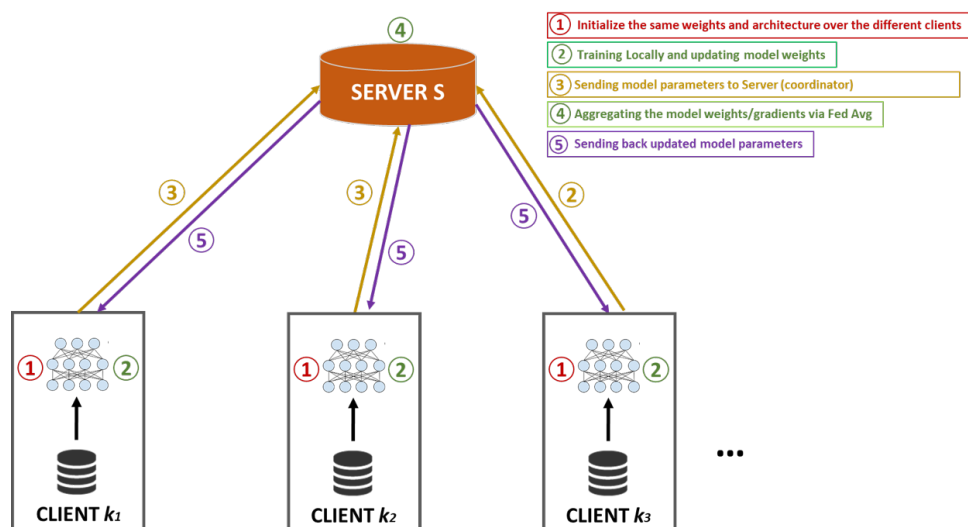 ① Initialize the same weights and architecture over the different clients
② Training Locally and updating model weights
③ Sending model parameters to Server (coordinator)
④ Aggregating the model weights/gradients via Fed Avg
⑤ Sending back updated model parameters
④
SERVER S
③
⑤
③
⑤
②
⑤
① ②
① ②
① ②
...
CLIENT k1
CLIENT k2
CLIENT k3